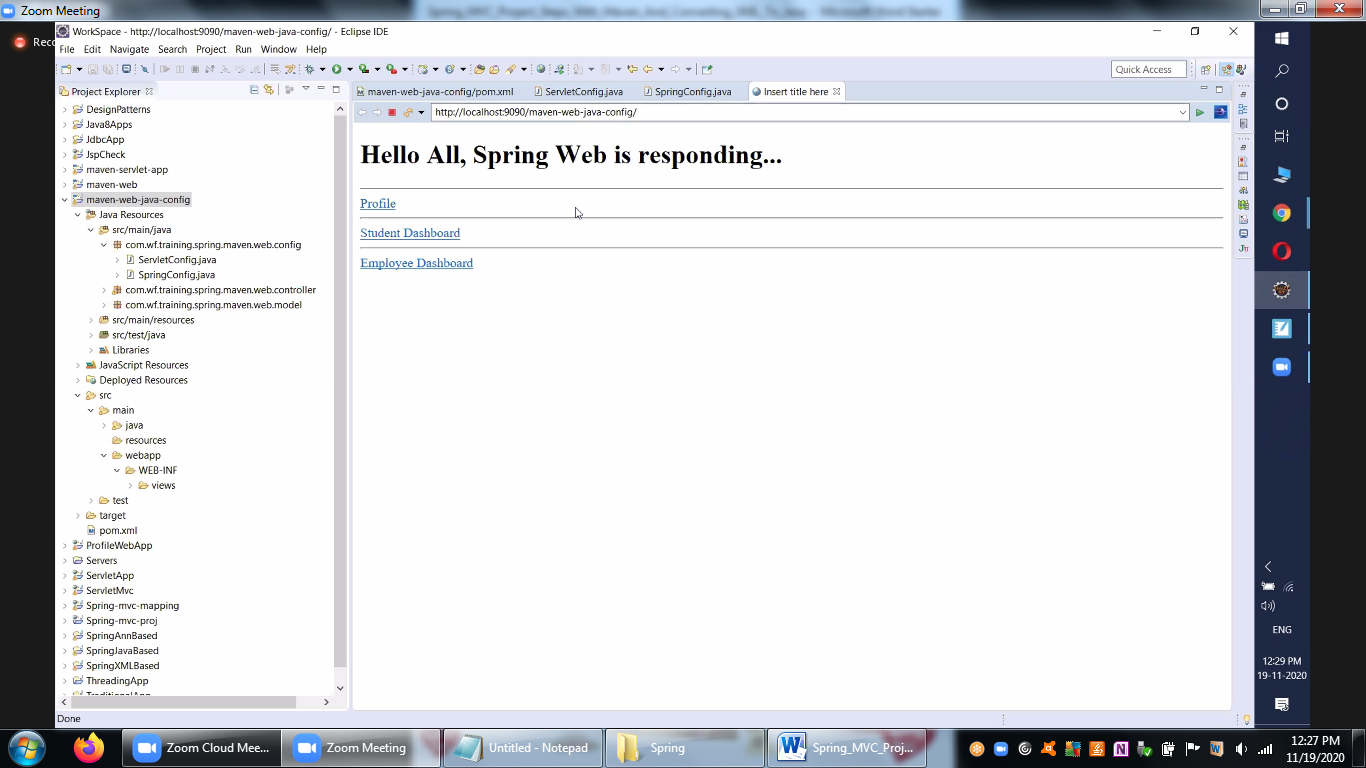 Zoom Meeting
Spring_MVC_Project_Steps_With_Maven_And_Converting_XML_To_Java - Microsoft Word Starter
Reco
WorkSpace - http://localhost:9090/maven-web-java-config/ - Eclipse IDE
File Edit Navigate Search Project Run Window Help
Quick Access
Project Explorer
maven-web-java-config/pom.xml ServletConfig.java SpringConfig.java Insert title here
http://localhost:9090/maven-web-java-config/
DesignPatterns
Java8Apps
JdbcApp
JspCheck
maven-servlet-app
maven-web
maven-web-java-config
Java Resources
src/main/java
com.wf.training.spring.maven.web.config
ServletConfig.java
SpringConfig.java
com.wf.training.spring.maven.web.controller
com.wf.training.spring.maven.web.model
src/main/resources
src/test/java
Libraries
JavaScript Resources
Deployed Resources
src
main
java
resources
webapp
WEB-INF
views
test
target
pom.xml
ProfileWebApp
Servers
ServletApp
ServletMvc
Spring-mvc-mapping
Spring-mvc-proj
SpringAnnBased
SpringJavaBased
SpringXMLBased
ThreadingApp
TraditionalApp
Hello All, Spring Web is responding...
Profile
Student Dashboard
Employee Dashboard
Done
ENG
12:29 PM
19-11-2020
Zoom Cloud Mee...
Zoom Meeting
Untitled - Notepad
Spring
Spring_MVC_Proj...
12:27 PM
11/19/2020